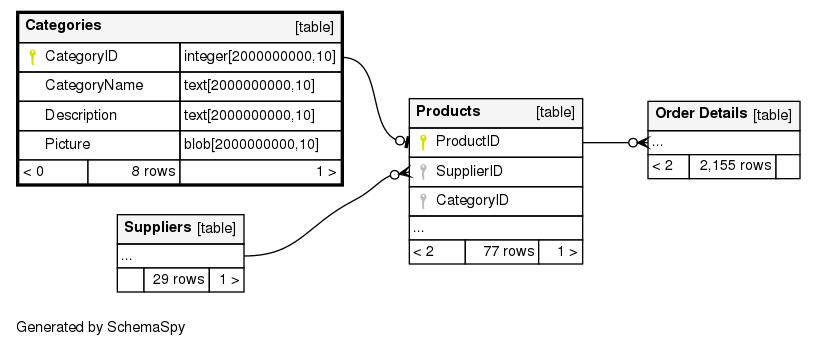 Categories [table]
CategoryID integer[2000000000,10]
CategoryName text[2000000000,10]
Description text[2000000000,10]
Picture blob[2000000000,10]
< 0 8 rows 1 >
Products [table]
ProductID
SupplierID
CategoryID
...
< 2 77 rows 1 >
Order Details [table]
...
< 2 2,155 rows
Suppliers [table]
...
29 rows 1 >
Generated by SchemaSpy